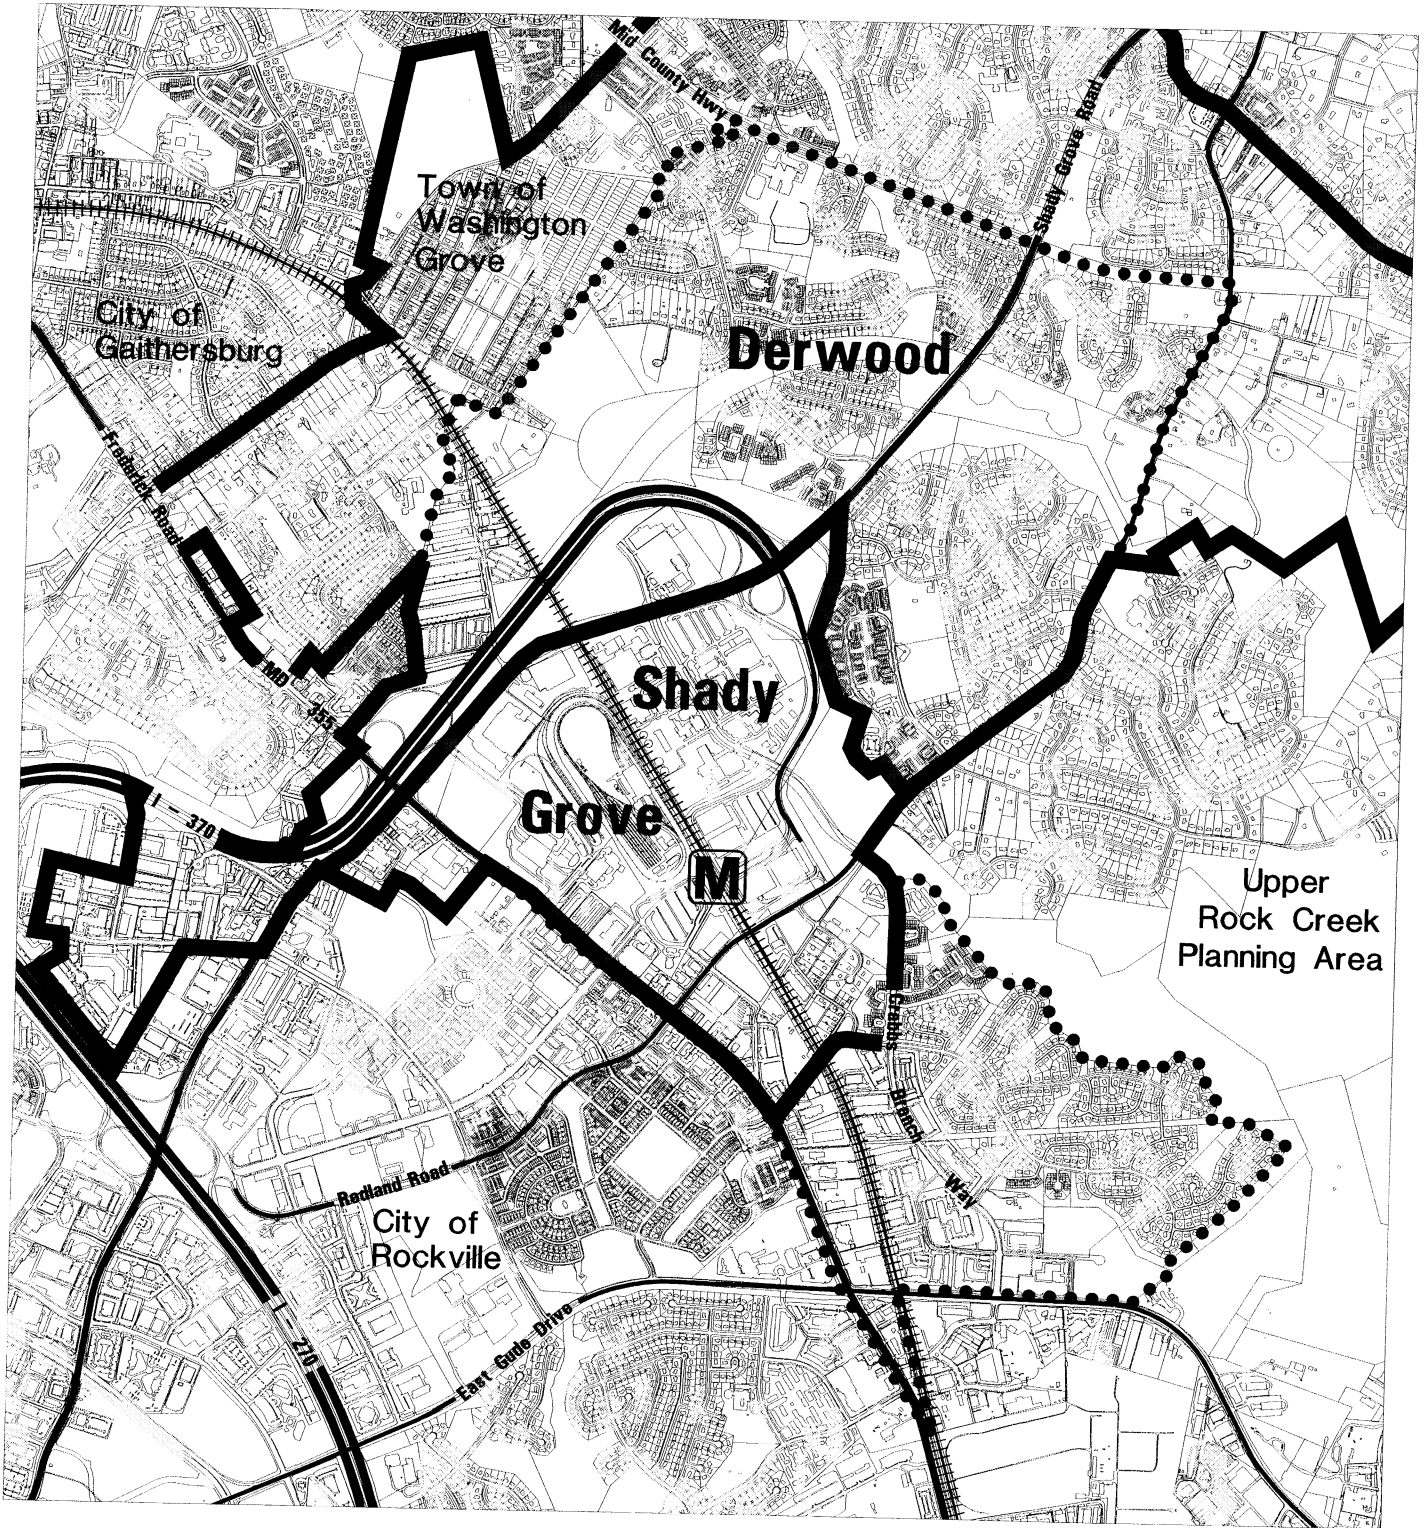 Mid County Hwy
Shady Grove Road
Town of
Washington
Grove
City of
Gaithersburg
Derwood
Frederick Road
MD 355
Shady
Grove
I-370
M
Upper
Rock Creek
Planning Area
Crabbs
Branch
Way
Redland Road
City of
Rockville
East Gude Drive
I-270